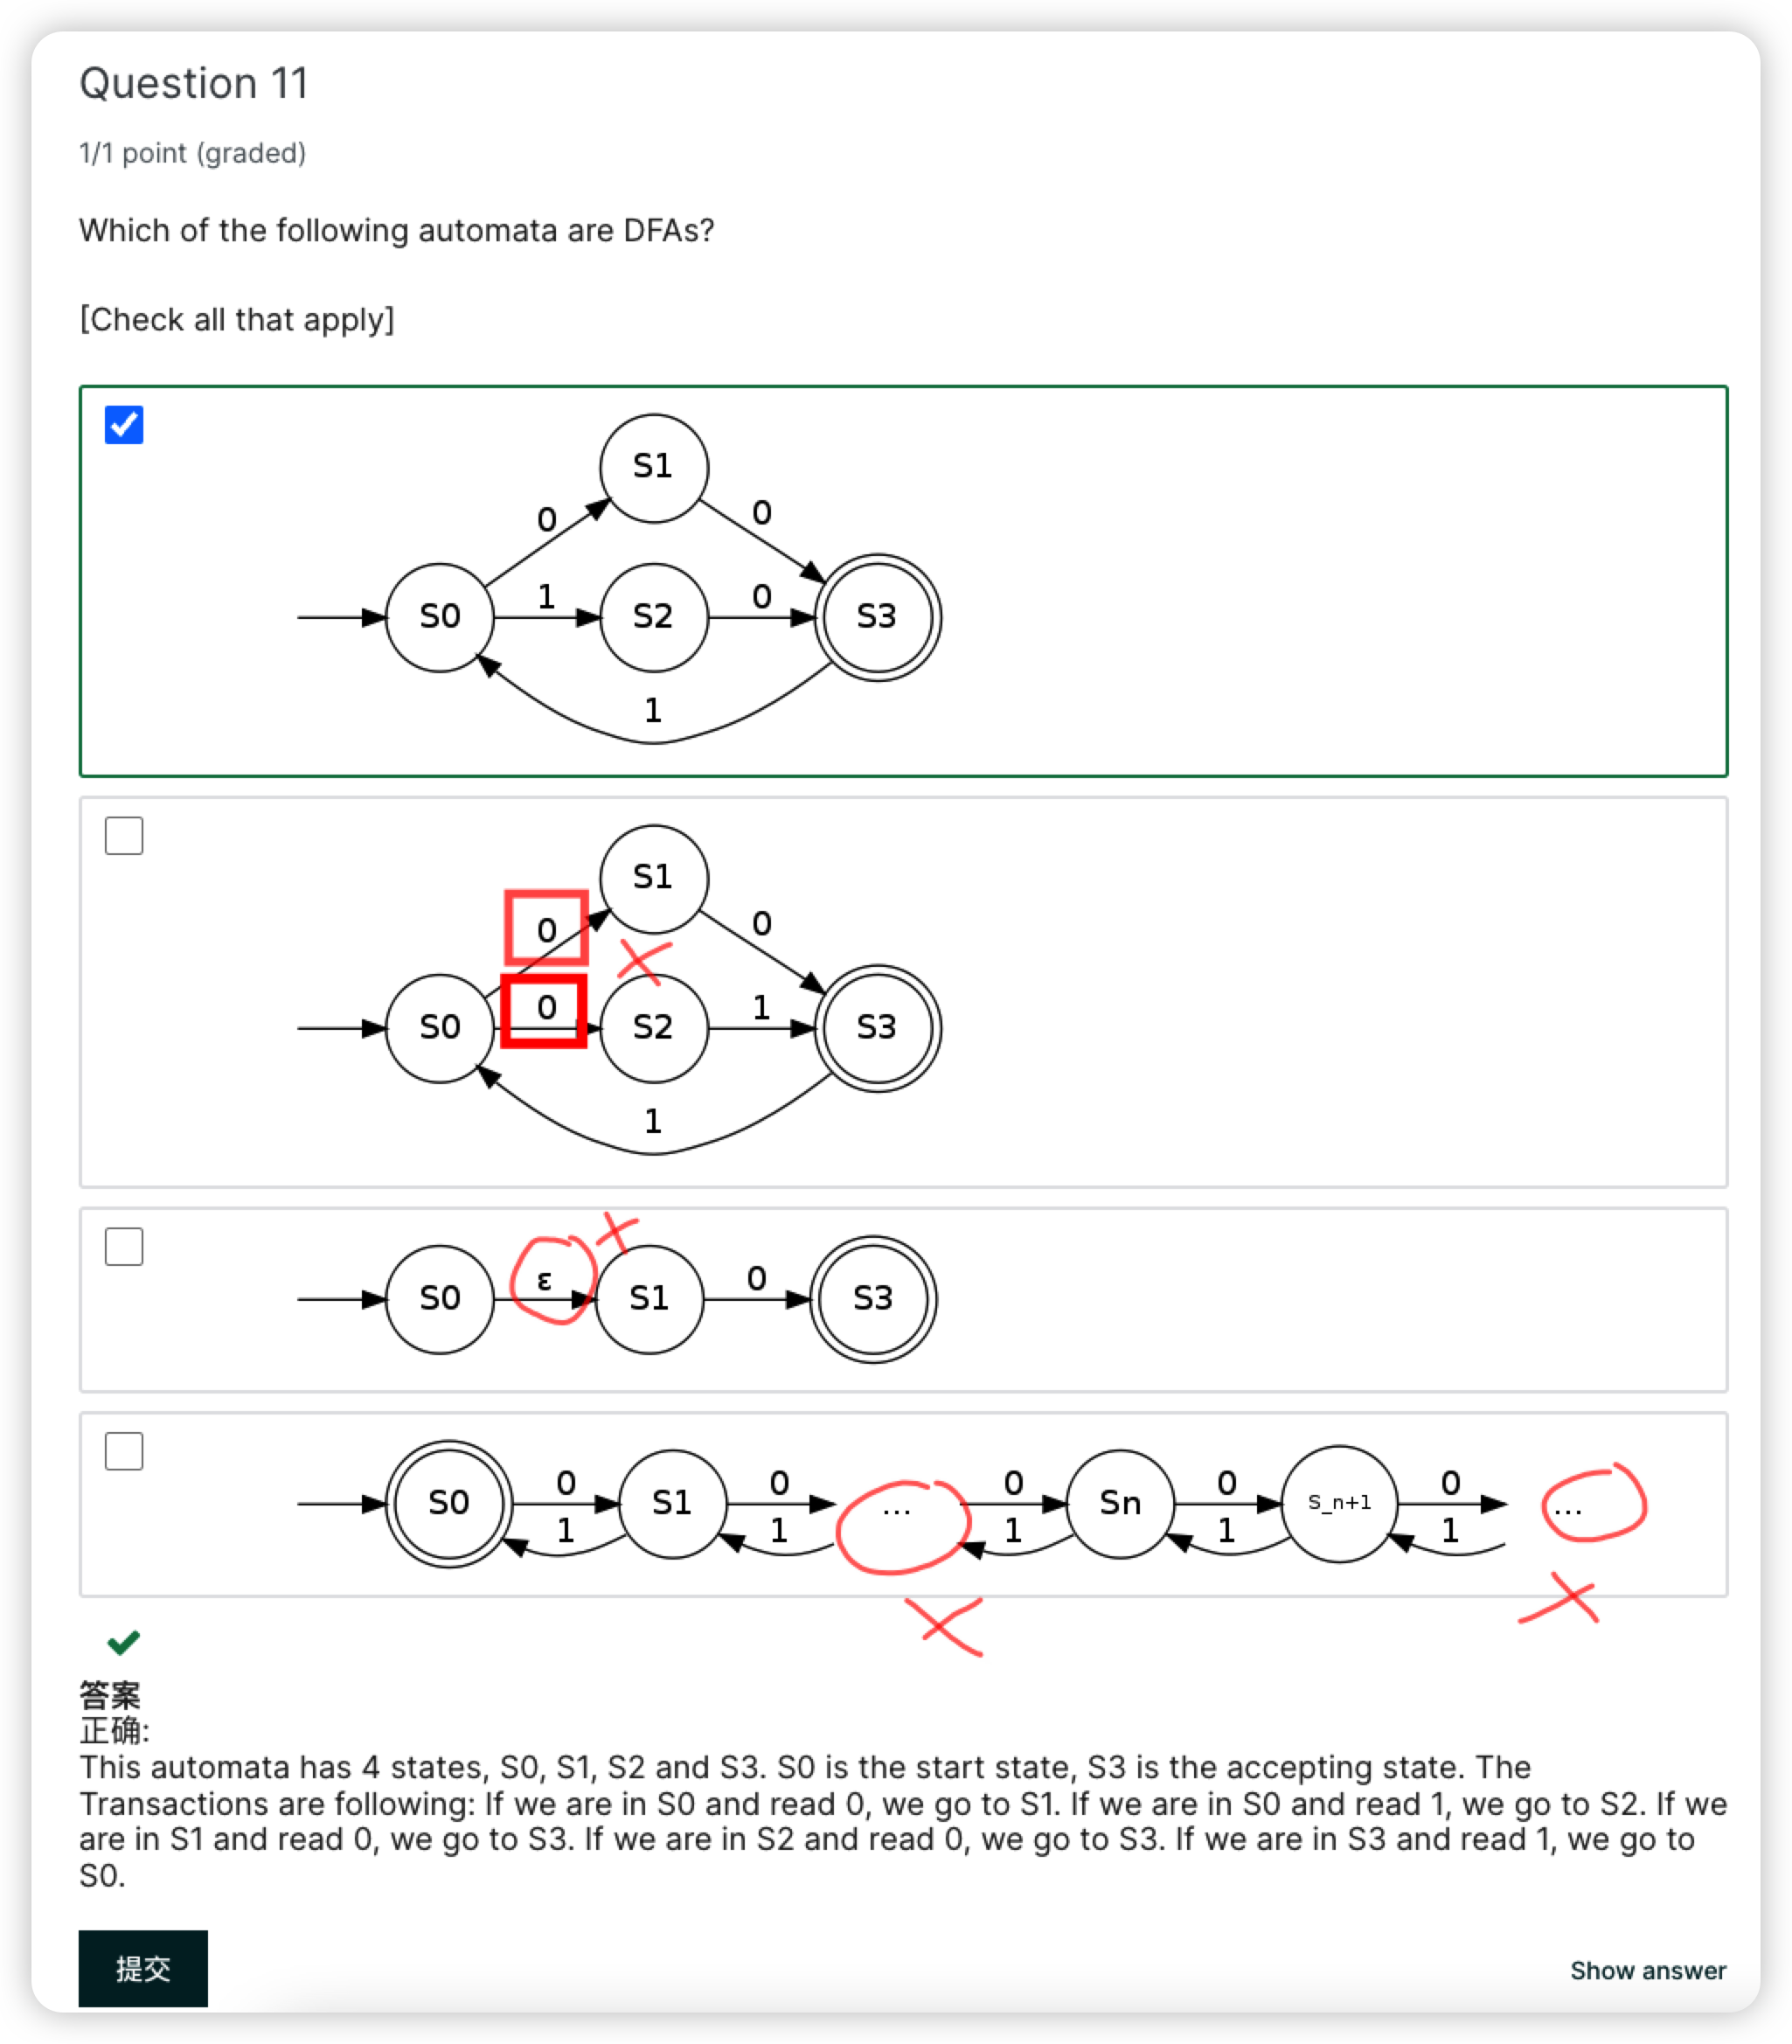 Question 11
1/1 point (graded)
Which of the following automata are DFAs?
[Check all that apply]
S1
0
0
S0
1
S2
0
S3
1
S1
0
0
S0
0
S2
1
S3
1
S0
ε
S1
0
S3
S0
0
1
S1
0
1
...
0
1
Sn
0
1
S_n+1
0
1
...
答案
正确:
This automata has 4 states, S0, S1, S2 and S3. S0 is the start state, S3 is the accepting state. The
Transactions are following: If we are in S0 and read 0, we go to S1. If we are in S0 and read 1, we go to S2. If we
are in S1 and read 0, we go to S3. If we are in S2 and read 0, we go to S3. If we are in S3 and read 1, we go to
S0.
提交
Show answer